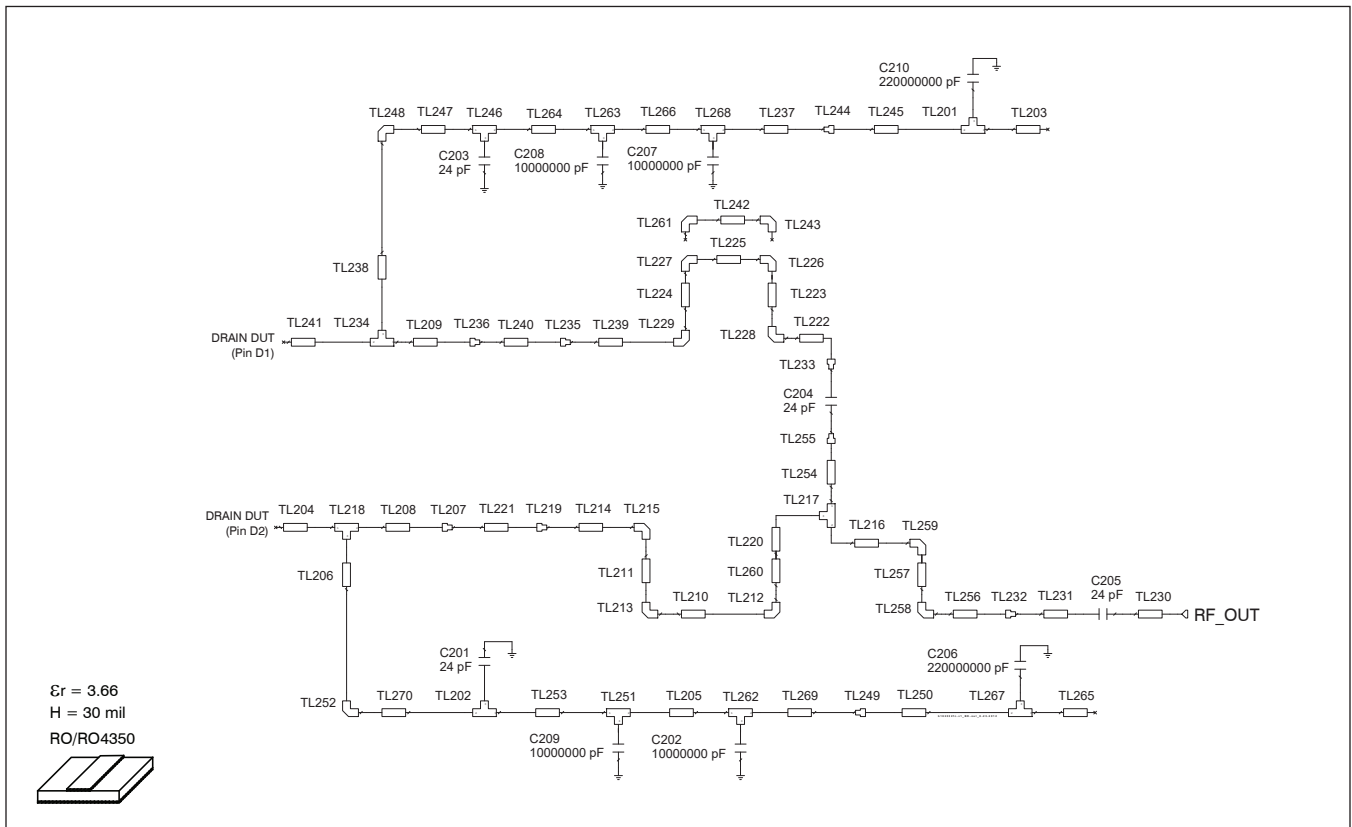 C210
220000000 pF
TL248 TL247 TL246 TL264 TL263 TL266 TL268 TL237 TL244 TL245 TL201 TL203
C203
24 pF
C208
10000000 pF
C207
10000000 pF
TL242
TL261
TL243
TL225
TL227
TL226
TL238
TL224
TL223
DRAIN DUT
(Pin D1)
TL241 TL234 TL209 TL236 TL240 TL235 TL239 TL229
TL228
TL222
TL233
C204
24 pF
TL255
TL254
TL217
DRAIN DUT
(Pin D2)
TL204 TL218 TL208 TL207 TL221 TL219 TL214 TL215
TL220
TL216
TL259
TL206
TL211
TL260
TL257
TL213
TL210
TL212
TL258
TL256
TL232
TL231
C205
24 pF
TL230
RF_OUT
C201
24 pF
C206
220000000 pF
TL252 TL270 TL202 TL253 TL251 TL205 TL262 TL269 TL249 TL250 TL267 TL265
C209
10000000 pF
C202
10000000 pF
Ɛr = 3.66
H = 30 mil
RO/RO4350